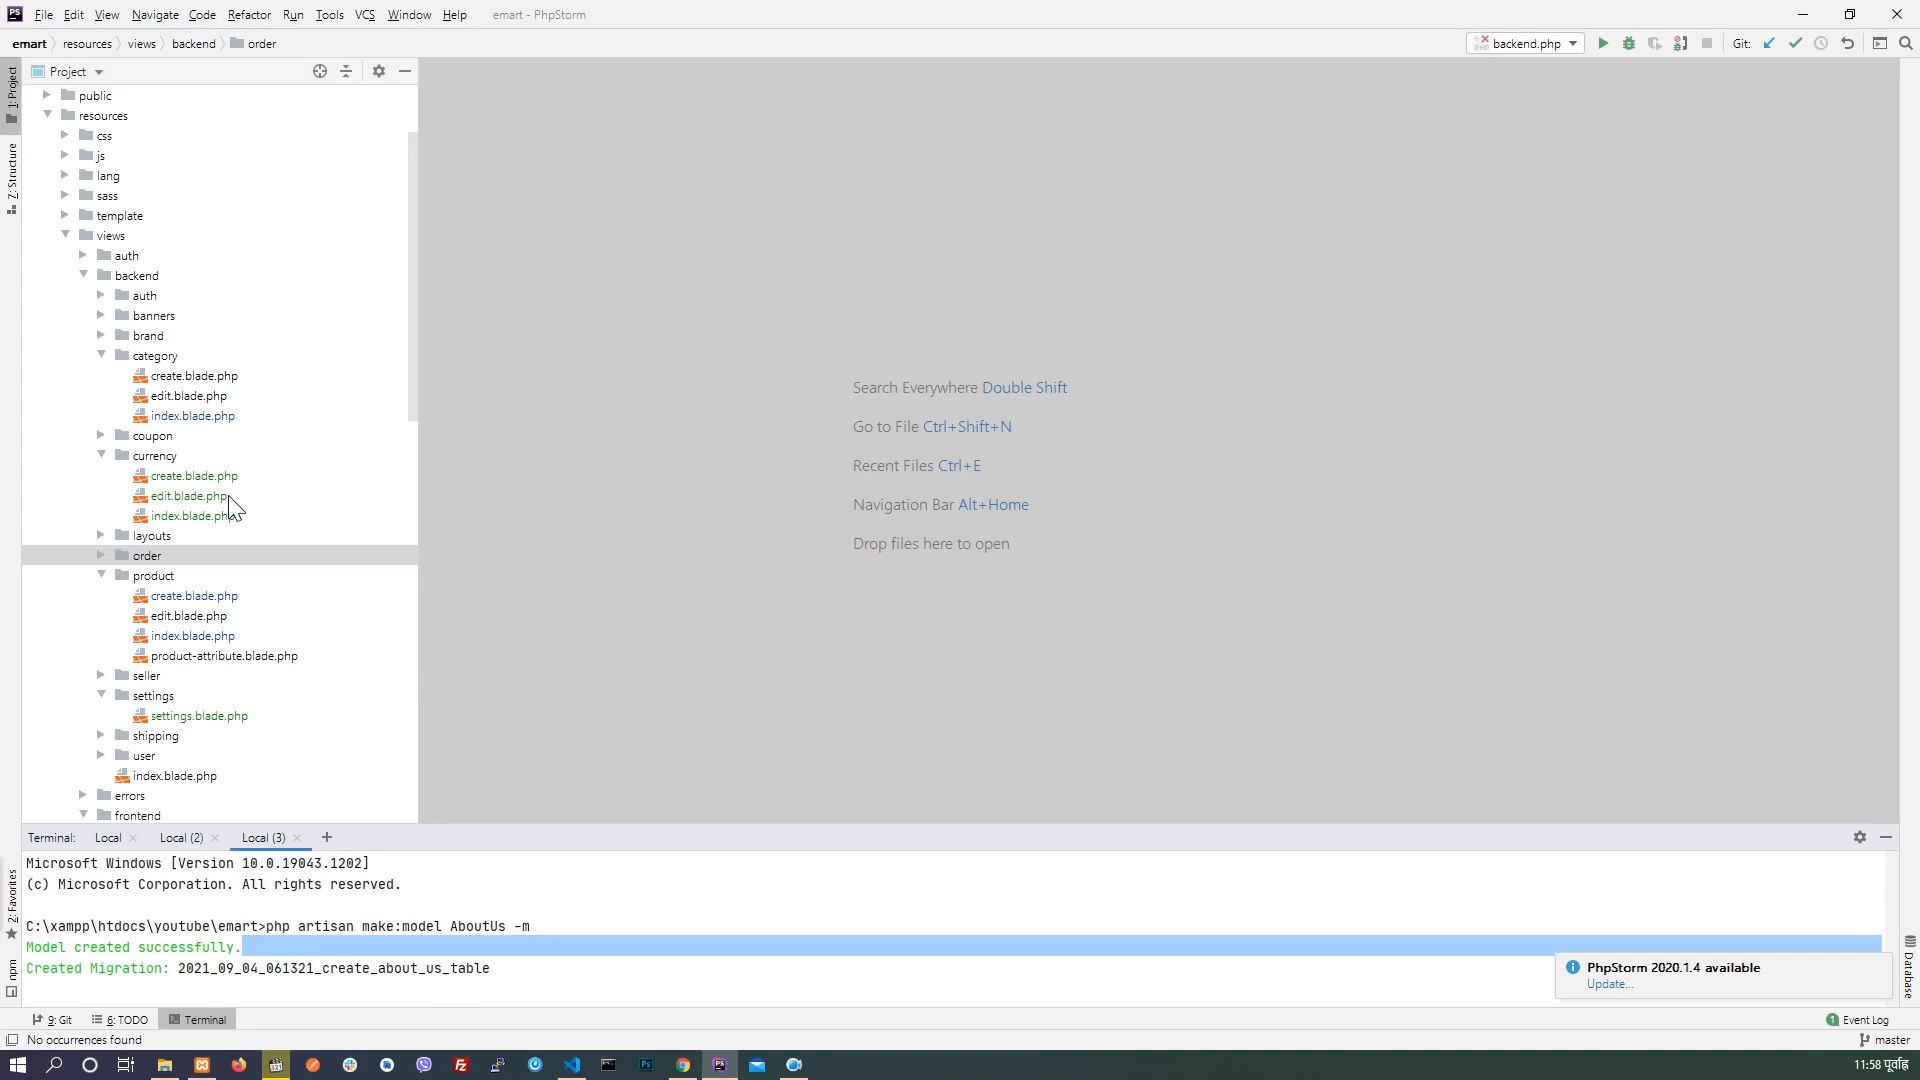 PS File Edit View Navigate Code Refactor Run Tools VCS Window Help emart - PhpStorm
emart resources views backend order backend.php Git:
Project
1: Project
Z: Structure
2: Favorites
npm
Database
public
resources
css
js
lang
sass
template
views
auth
backend
auth
banners
brand
category
create.blade.php
edit.blade.php
index.blade.php
coupon
currency
create.blade.php
edit.blade.php
index.blade.php
layouts
order
product
create.blade.php
edit.blade.php
index.blade.php
product-attribute.blade.php
seller
settings
settings.blade.php
shipping
user
index.blade.php
errors
frontend
Search Everywhere Double Shift
Go to File Ctrl+Shift+N
Recent Files Ctrl+E
Navigation Bar Alt+Home
Drop files here to open
Terminal: Local Local (2) Local (3)
Microsoft Windows [Version 10.0.19043.1202]
(c) Microsoft Corporation. All rights reserved.
C:\xampp\htdocs\youtube\emart>php artisan make:model AboutUs -m
Model created successfully.
Created Migration: 2021_09_04_061321_create_about_us_table
PhpStorm 2020.1.4 available
Update...
9: Git 6: TODO Terminal 1 Event Log
No occurrences found master
11:58 पूर्वाह्न